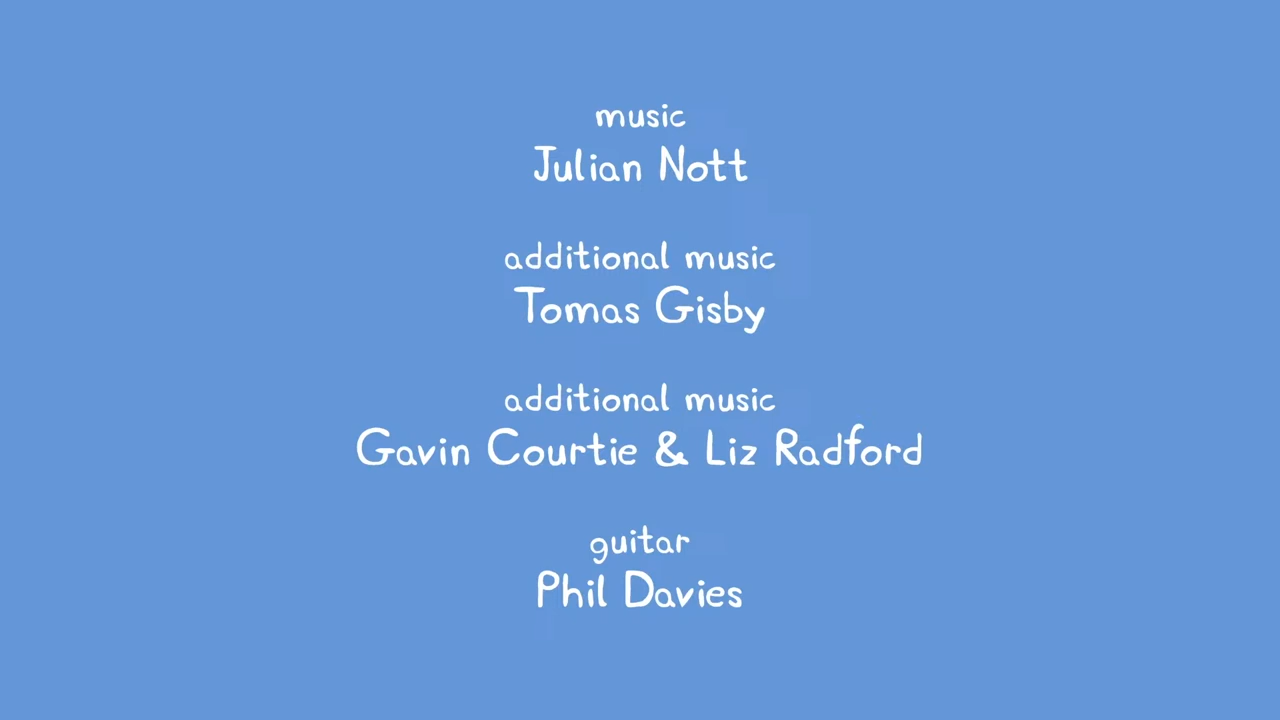 music
Julian Nott
additional music
Tomas Gisby
additional music
Gavin Courtie & Liz Radford
guitar
Phil Davies